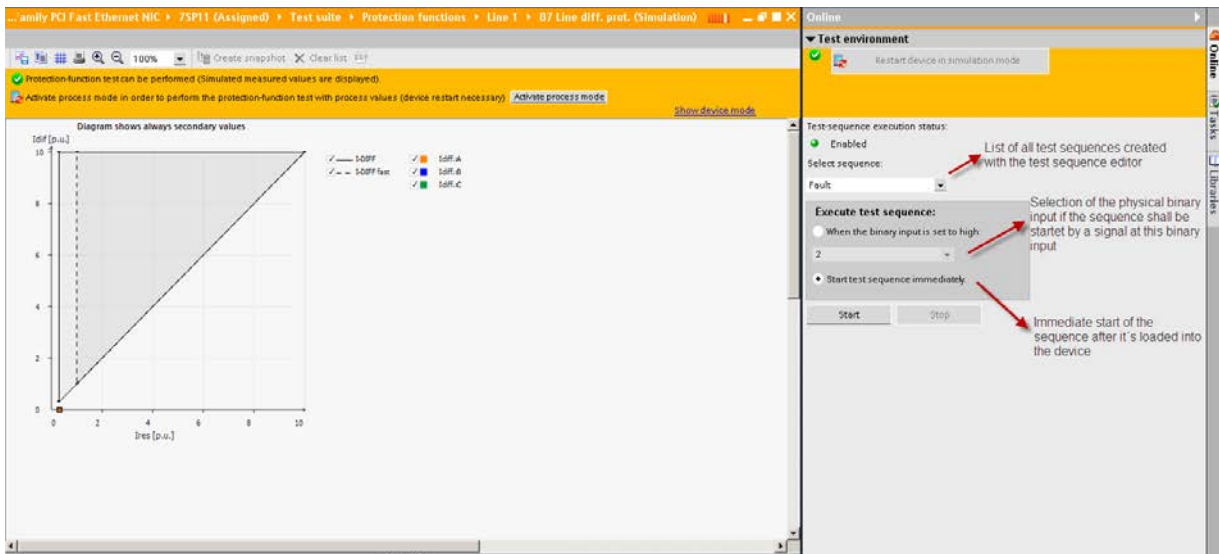 ...amily PCI Fast Ethernet NIC ▸ 7SP11 (Assigned) ▸ Test suite ▸ Protection functions ▸ Line 1 ▸ 87 Line diff. prot. (Simulation)
100% Create snapshot Clear list
Protection-function test can be performed (Simulated measured values are displayed).
Activate process mode in order to perform the protection-function test with process values (device restart necessary) Activate process mode
Show device mode
Diagram shows always secondary values
Idif [p.u.]
10
8
6
4
2
0
0 2 4 6 8 10
Ires [p.u.]
I-DIFF
I-DIFF fast
Idiff.A
Idiff.B
Idiff.C
Online
Test environment
Restart device in simulation mode
Test-sequence execution status:
Enabled
Select sequence:
Fault
Execute test sequence:
When the binary input is set to high:
2
Start test sequence immediately.
Start Stop
List of all test sequences created
with the test sequence editor
Selection of the physical binary
input if the sequence shall be
startet by a signal at this binary
input
Immediate start of the
sequence after it´s loaded into
the device
Online
Tasks
Libraries